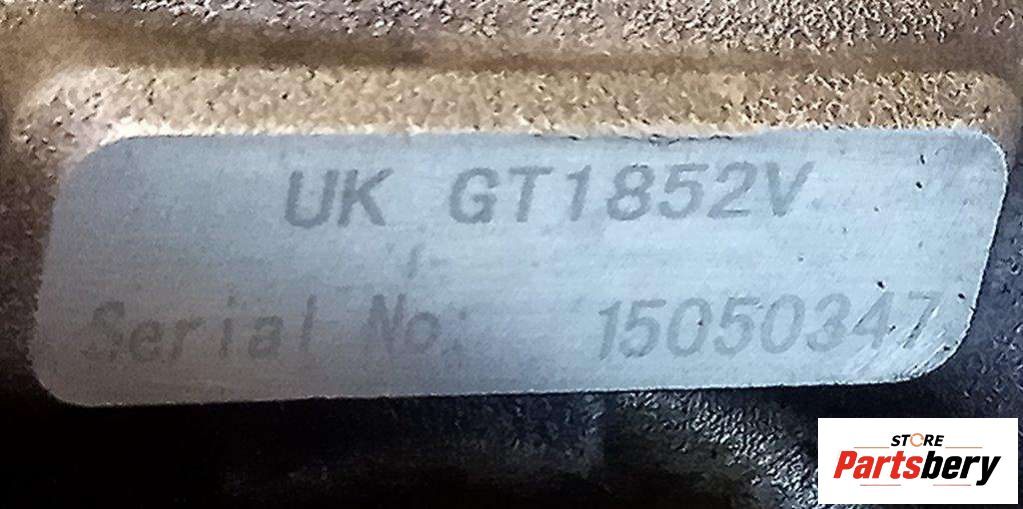 UK GT1852V
Serial No: 15050347
STORE
Partsbery